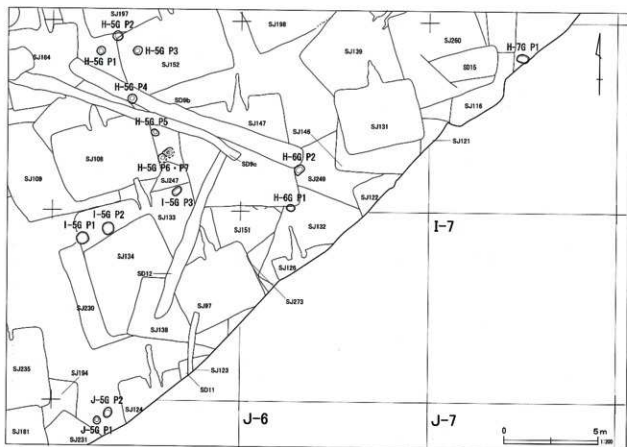 SJ197
H-5G P2
SJ198
SJ184
H-5G P1
H-5G P3
SJ152
SJ139
SJ260
H-7G P1
SD15
H-5G P4
SD9b
SJ116
H-5G P5
SJ147
SJ146
SJ131
SJ121
SJ108
SD9a
H-6G P2
H-5G P6・P7
SJ247
SJ249
SJ109
I-5G P3
SJ122
H-6G P1
SJ133
I-5G P2
SJ151
SJ132
I-7
I-5G P1
SJ134
SJ126
SD12
SJ273
SJ230
SJ97
SJ138
SJ235
SJ194
SJ123
SD11
J-5G P2
SJ124
J-6
J-7
SJ161
SJ231
J-5G P1
0
5m
1:200